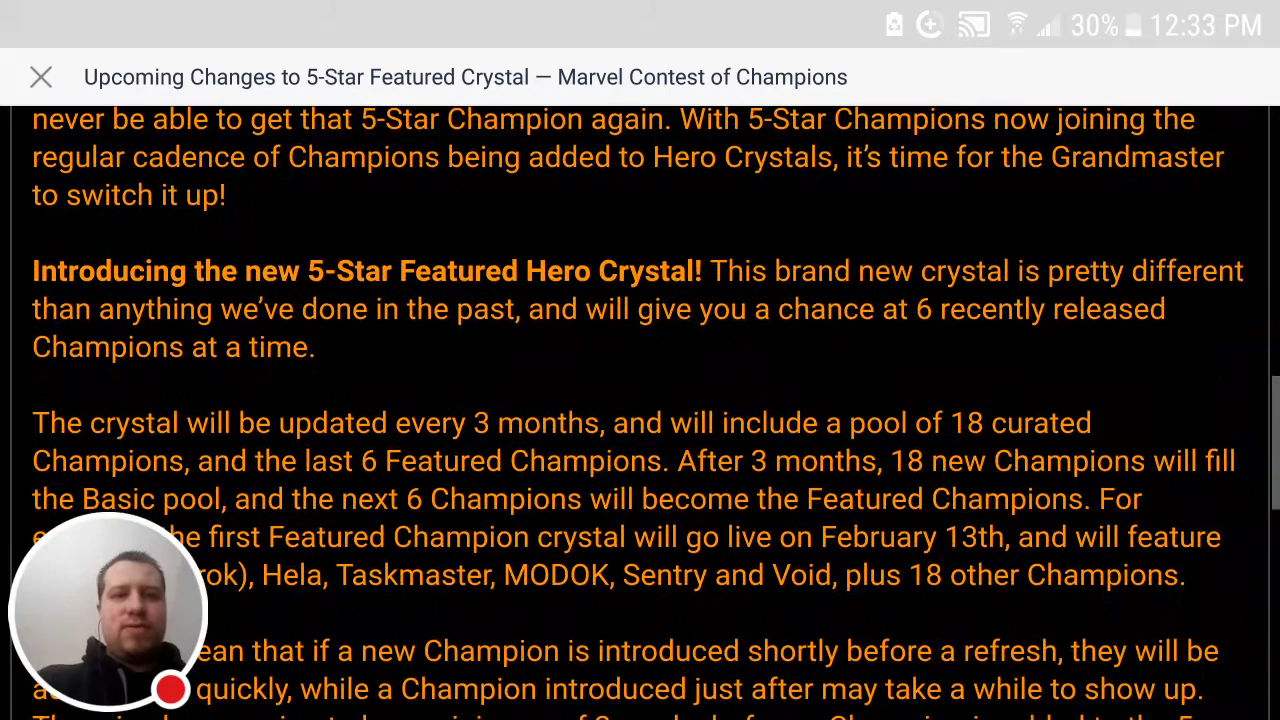 30% 12:33 PM
Upcoming Changes to 5-Star Featured Crystal — Marvel Contest of Champions
never be able to get that 5-Star Champion again. With 5-Star Champions now joining the
regular cadence of Champions being added to Hero Crystals, it’s time for the Grandmaster
to switch it up!
Introducing the new 5-Star Featured Hero Crystal! This brand new crystal is pretty different
than anything we’ve done in the past, and will give you a chance at 6 recently released
Champions at a time.
The crystal will be updated every 3 months, and will include a pool of 18 curated
Champions, and the last 6 Featured Champions. After 3 months, 18 new Champions will fill
the Basic pool, and the next 6 Champions will become the Featured Champions. For
first Featured Champion crystal will go live on February 13th, and will feature
rok), Hela, Taskmaster, MODOK, Sentry and Void, plus 18 other Champions.
ean that if a new Champion is introduced shortly before a refresh, they will be
quickly, while a Champion introduced just after may take a while to show up.